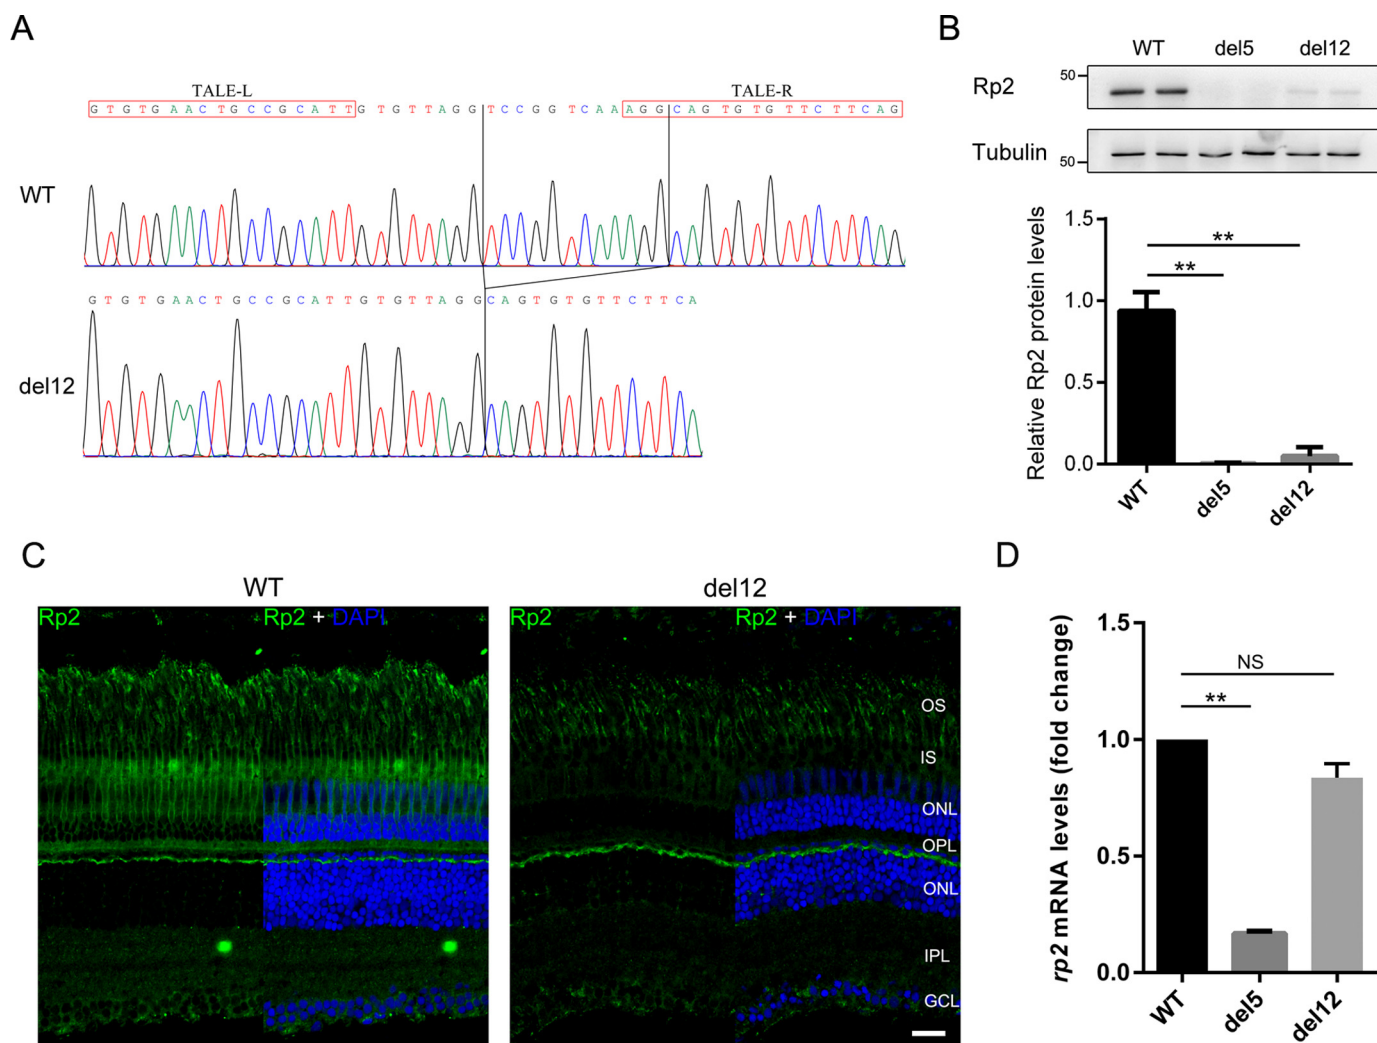 A
TALE-L
TALE-R
GTGTGAACTGCCGCATTGTGTTAGGTCCGGTCAAAGGCAGTGTGTTCTTCAG
WT
GTGTGAACTGCCGCATTGTGTTAGGCAGTGTGTTCTTCA
del12
B
WT del5 del12
Rp2
50
Tubulin
50
Relative Rp2 protein levels
1.5
1.0
0.5
0.0
**
**
WT
del5
del12
C
WT
del12
Rp2
Rp2 + DAPI
Rp2
Rp2 + DAPI
OS
IS
ONL
OPL
ONL
IPL
GCL
D
rp2 mRNA levels (fold change)
1.5
1.0
0.5
0.0
NS
**
WT
del5
del12